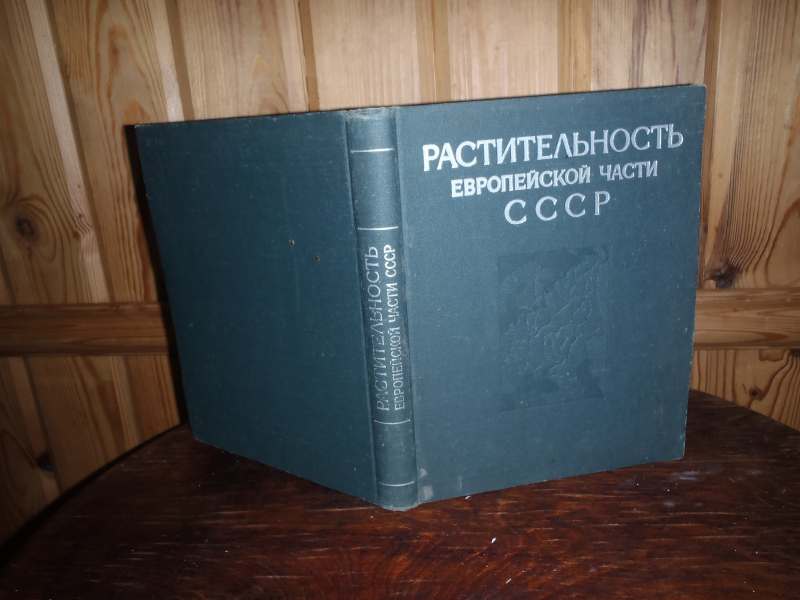 РАСТИТЕЛЬНОСТЬ
ЕВРОПЕЙСКОЙ ЧАСТИ
СССР
РАСТИТЕЛЬНОСТЬ
ЕВРОПЕЙСКОЙ ЧАСТИ СССР